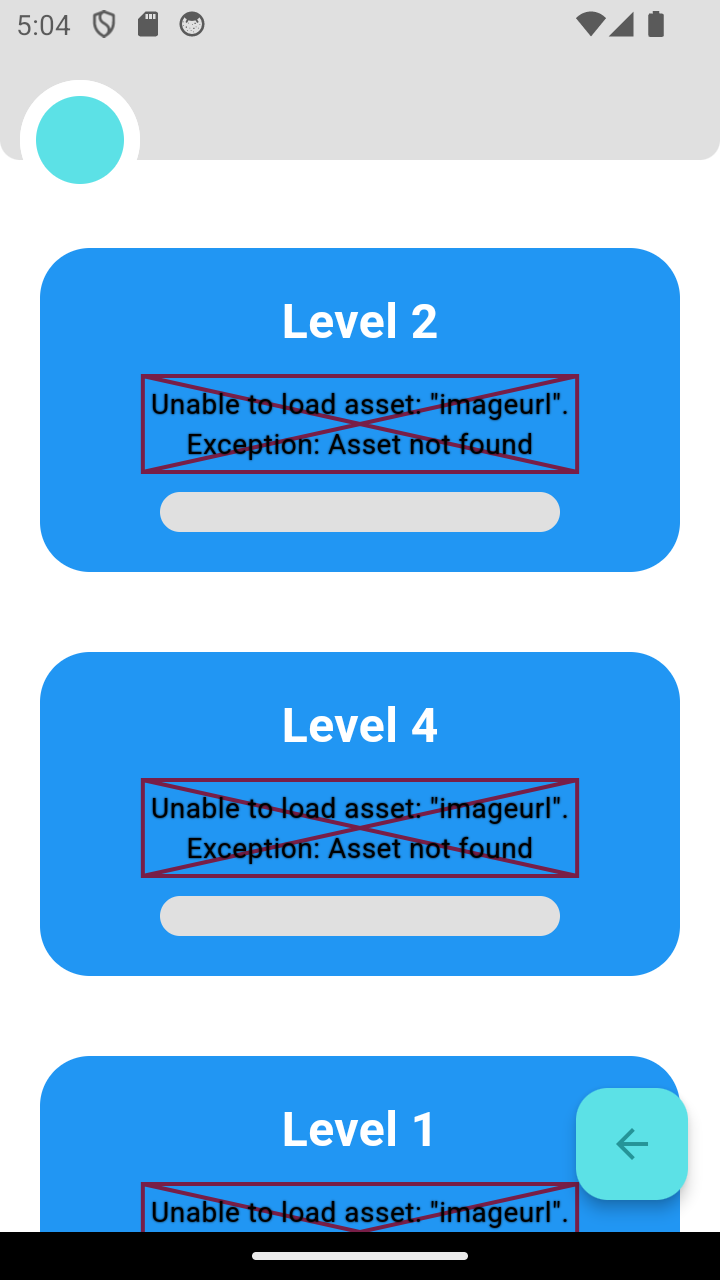 5:04
Level 2
Unable to load asset: "imageurl".
Exception: Asset not found
Level 4
Unable to load asset: "imageurl".
Exception: Asset not found
Level 1
Unable to load asset: "imageurl".